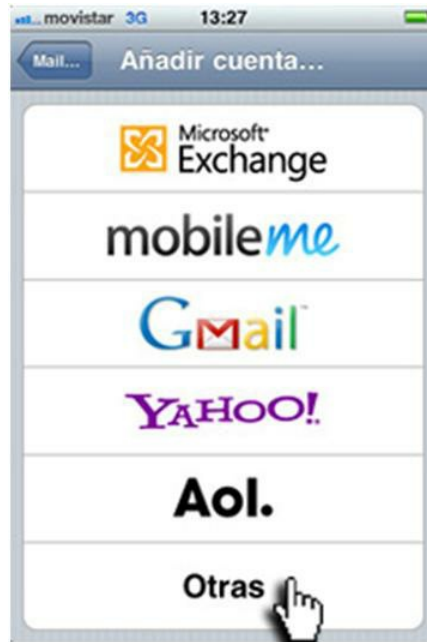 movistar 3G 13:27
Mail... Añadir cuenta...
Microsoft
Exchange
mobileme
Gmail
YAHOO!
Aol.
Otras